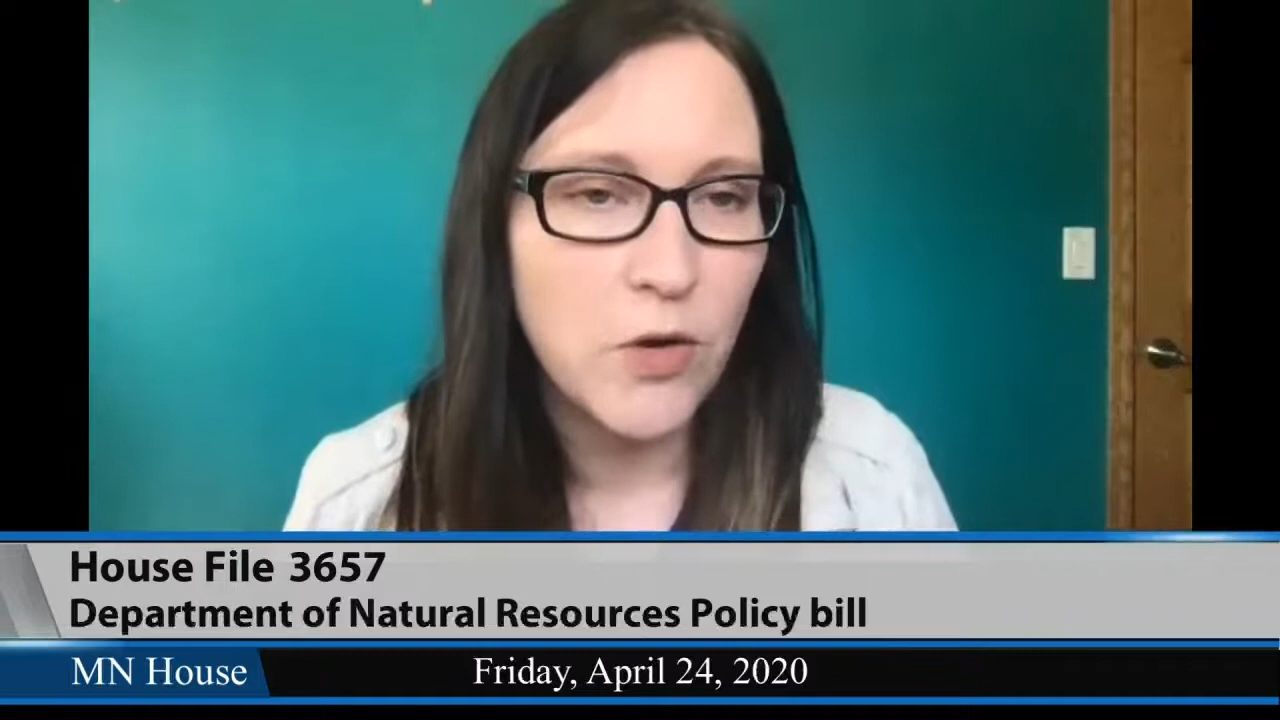 House File 3657
Department of Natural Resources Policy bill
MN House
Friday, April 24, 2020